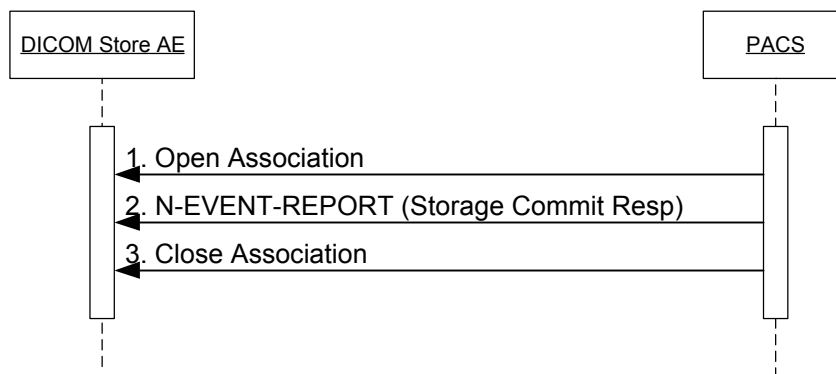 DICOM Store AE
PACS
1. Open Association
2. N-EVENT-REPORT (Storage Commit Resp)
3. Close Association